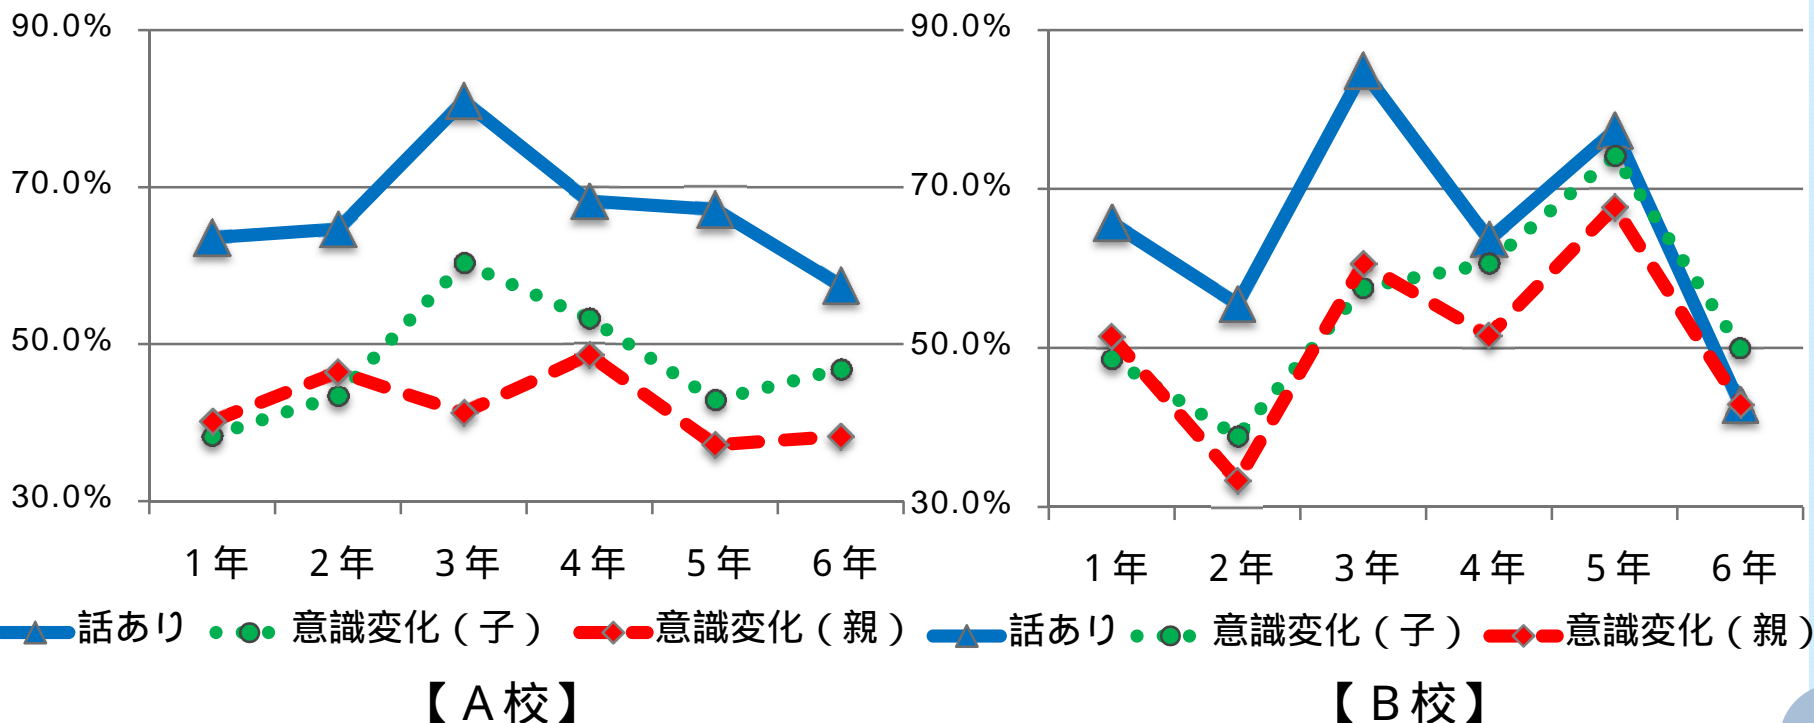 90.0%
70.0%
50.0%
30.0%
1年 2年 3年 4年 5年 6年
話あり 意識変化(子) 意識変化(親)
【A校】
90.0%
70.0%
50.0%
30.0%
1年 2年 3年 4年 5年 6年
話あり 意識変化(子) 意識変化(親)
【B校】